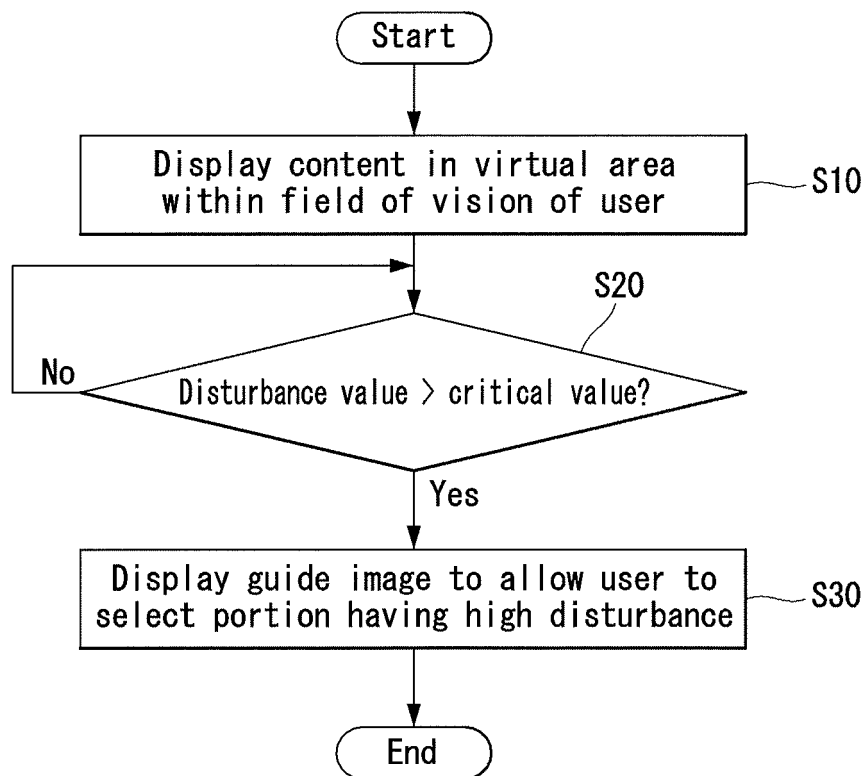 Start
Display content in virtual area
within field of vision of user
S10
S20
No
Disturbance value > critical value?
Yes
Display guide image to allow user to
select portion having high disturbance
S30
End